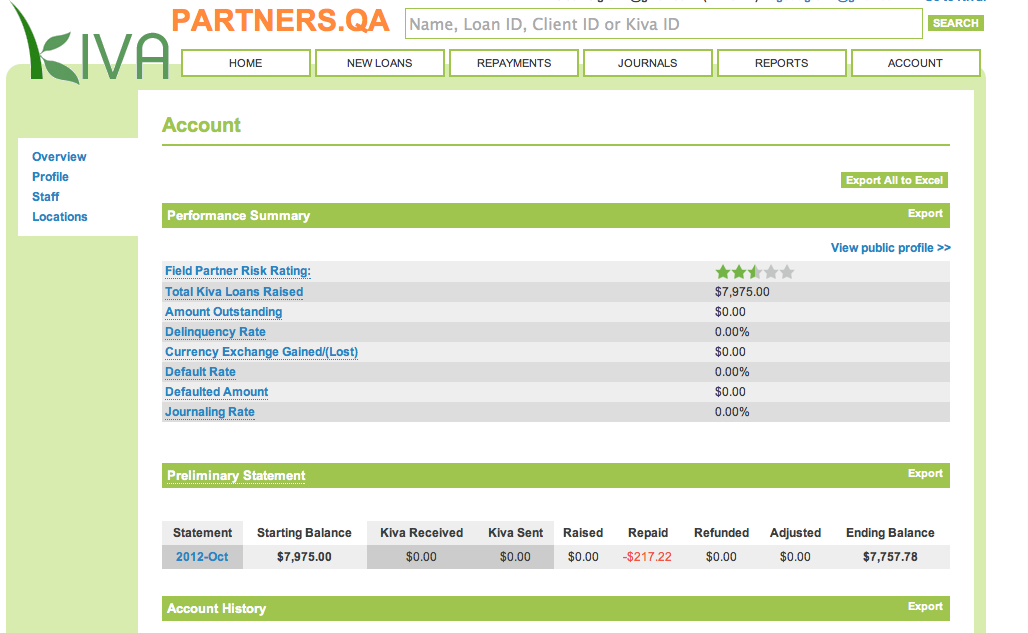 PARTNERS.QA
Name, Loan ID, Client ID or Kiva ID
SEARCH
KIVA
HOME NEW LOANS REPAYMENTS JOURNALS REPORTS ACCOUNT
Account
Overview
Profile
Staff
Locations
Export All to Excel
Performance Summary Export
View public profile >>
Field Partner Risk Rating:
Total Kiva Loans Raised $7,975.00
Amount Outstanding $0.00
Delinquency Rate 0.00%
Currency Exchange Gained/(Lost) $0.00
Default Rate 0.00%
Defaulted Amount $0.00
Journaling Rate 0.00%
Preliminary Statement Export
Statement Starting Balance Kiva Received Kiva Sent Raised Repaid Refunded Adjusted Ending Balance
2012-Oct $7,975.00 $0.00 $0.00 $0.00 -$217.22 $0.00 $0.00 $7,757.78
Account History Export